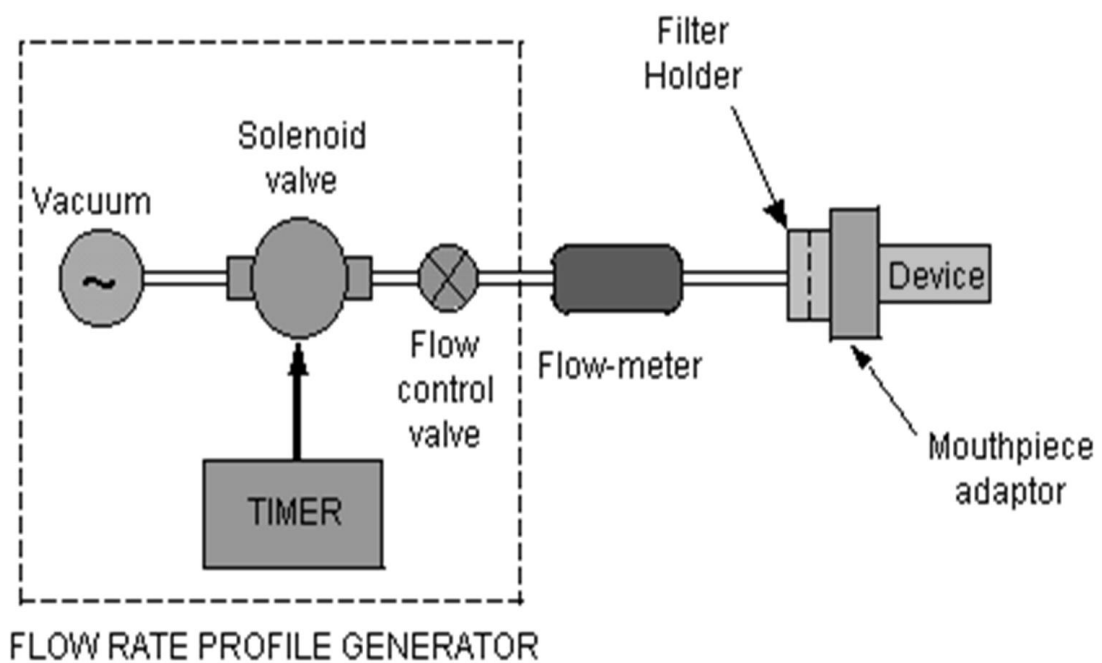 Filter
Holder
Solenoid
valve
Vacuum
~
Device
Flow
control
valve
Flow-meter
Mouthpiece
adaptor
TIMER
FLOW RATE PROFILE GENERATOR